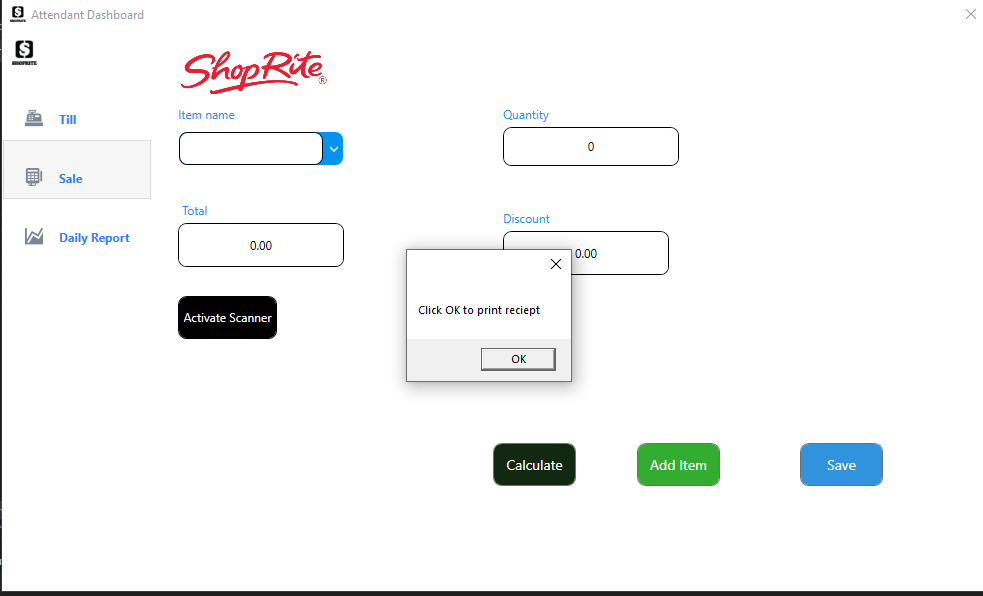 Attendant Dashboard
SHOPRITE
ShopRite®
Till
Sale
Daily Report
Item name
Quantity
0
Total
0.00
Discount
0.00
Activate Scanner
Click OK to print reciept
OK
Calculate
Add Item
Save